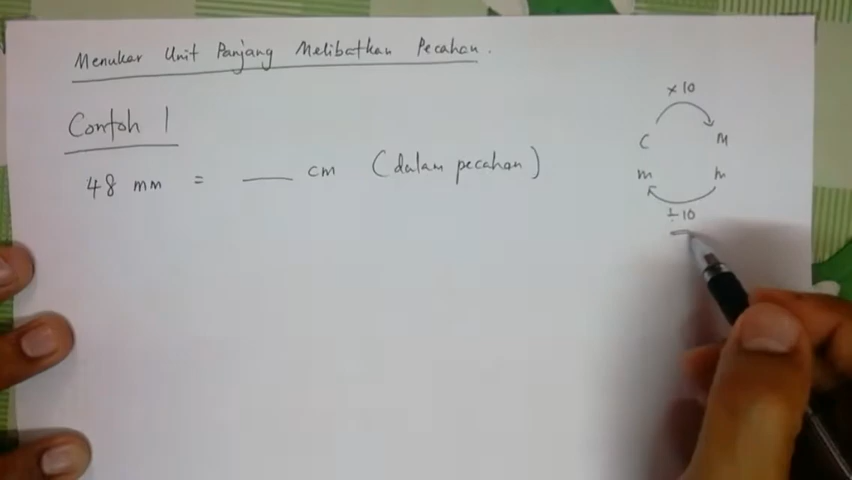 Menukar Unit Panjang Melibatkan Pecahan.
Contoh 1
48 mm = ___ cm (dalam pecahan)
×10
C M
m m
÷10